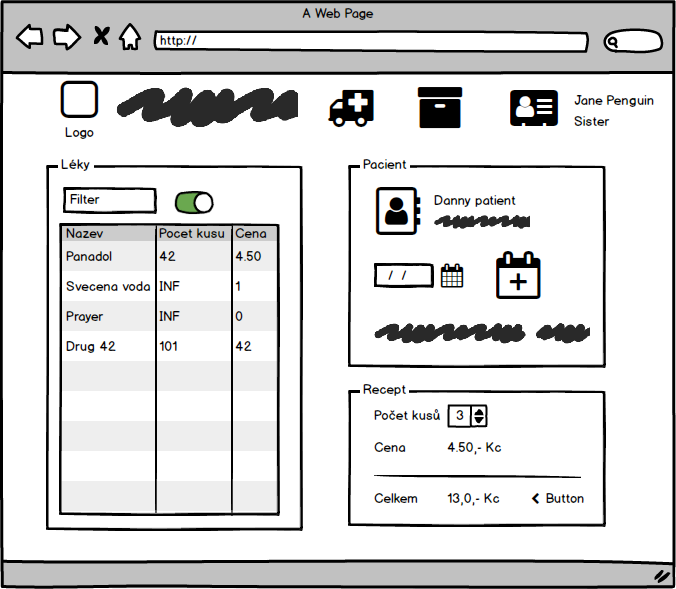 A Web Page
http://
Logo
Jane Penguin
Sister
Léky
Filter
Nazev Pocet kusu Cena
Panadol 42 4.50
Svecena voda INF 1
Prayer INF 0
Drug 42 101 42
Pacient
Danny patient
/ /
Recept
Počet kusů 3
Cena 4.50,- Kc
Celkem 13,0,- Kc Button